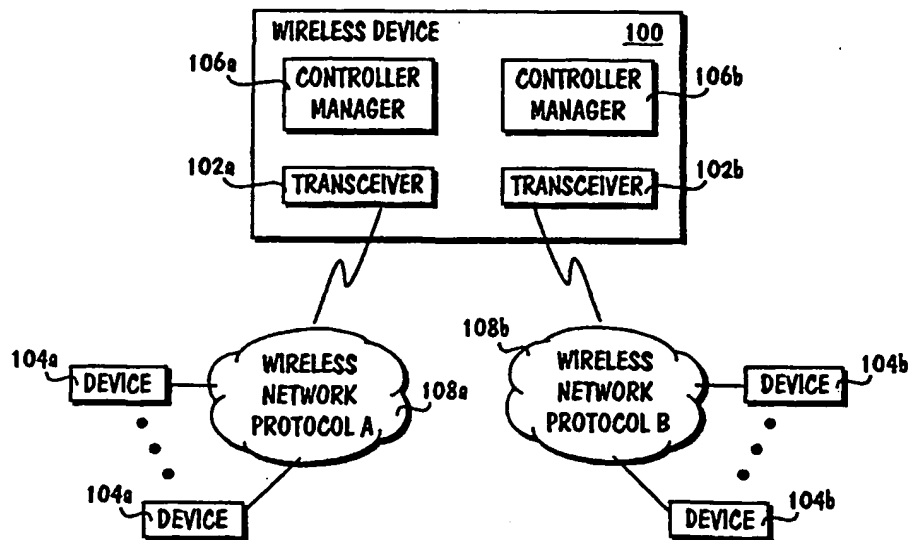 WIRELESS DEVICE 100
106a CONTROLLER MANAGER
CONTROLLER MANAGER 106b
102a TRANSCEIVER
TRANSCEIVER 102b
WIRELESS NETWORK PROTOCOL A 108a
108b WIRELESS NETWORK PROTOCOL B
104a DEVICE
DEVICE 104b
104a DEVICE
DEVICE 104b